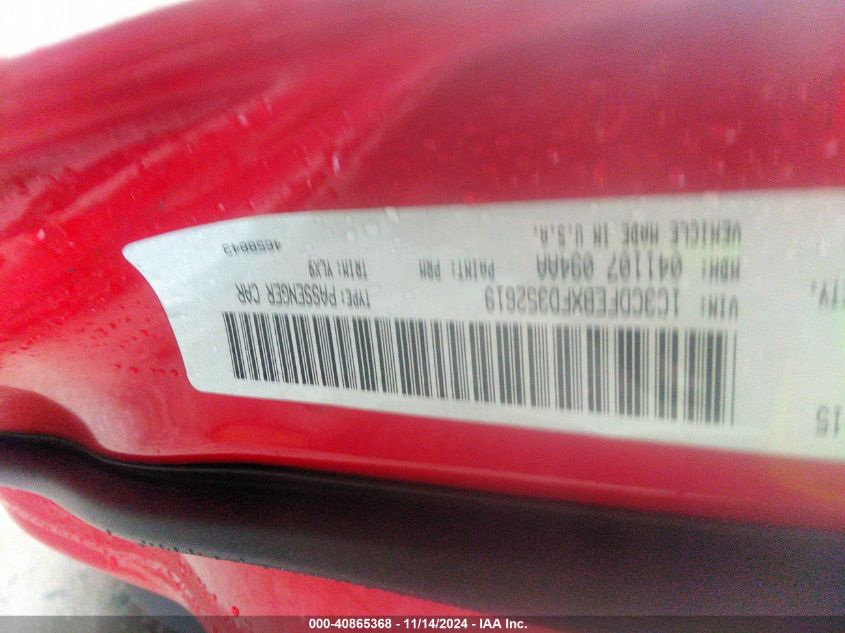 15
VIN: 1C3CDFEBXFD352619 TYPE: PASSENGER CAR
MDH: 041107 094AA PAINT: PRM TRIM: VLX9
VEHICLE MADE IN U.S.A.
000-40865368 - 11/14/2024 - IAA Inc.